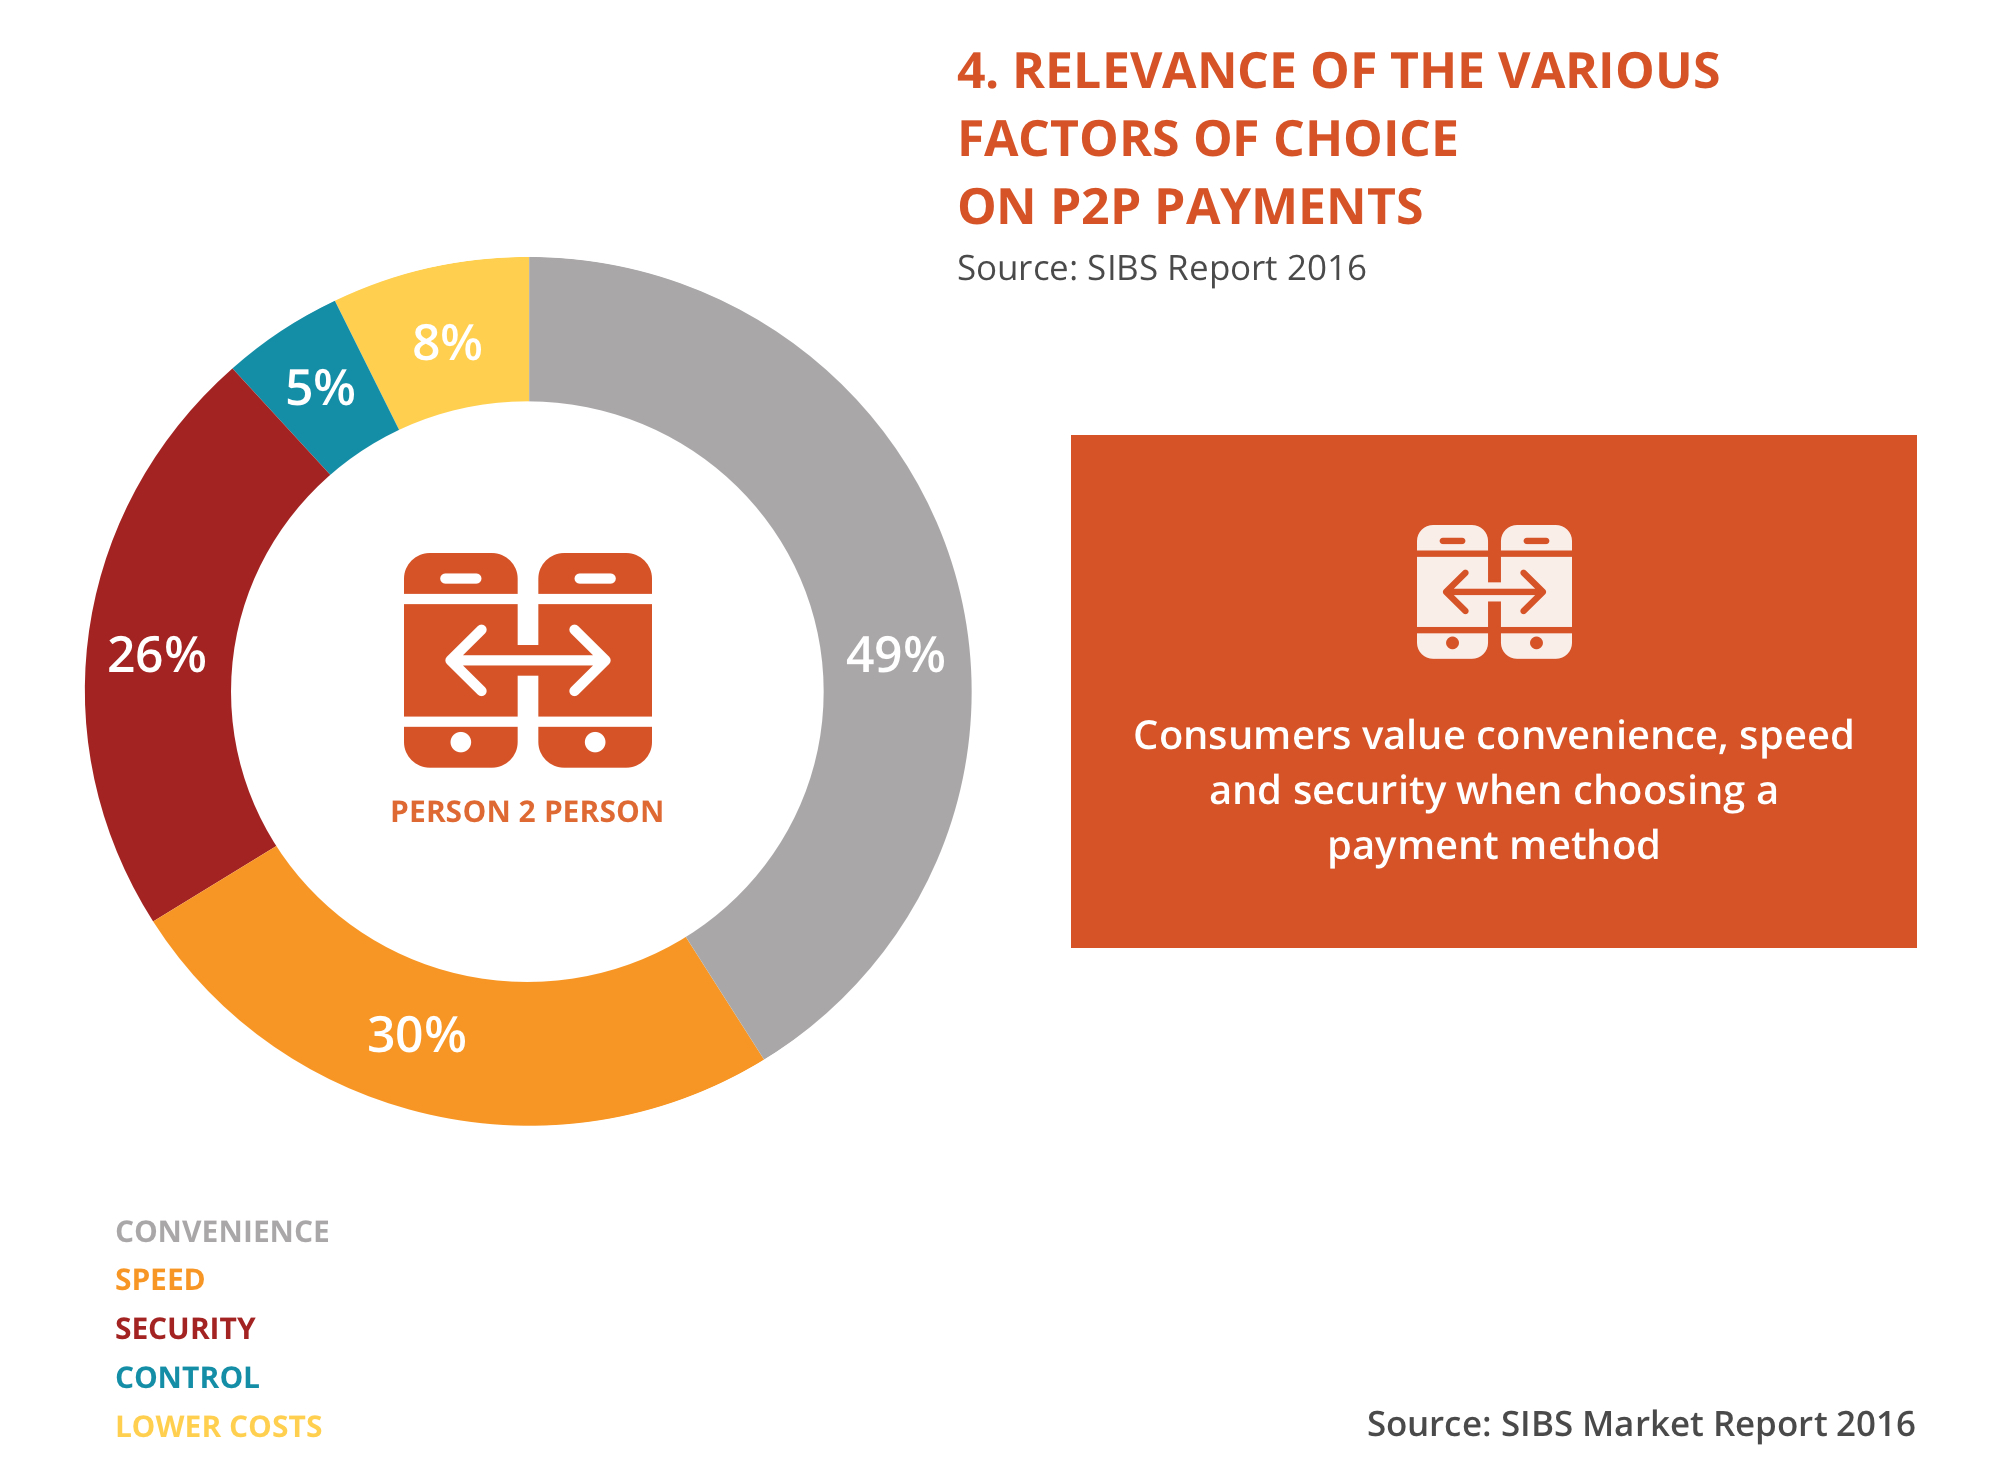 4. RELEVANCE OF THE VARIOUS
FACTORS OF CHOICE
ON P2P PAYMENTS
Source: SIBS Report 2016
8%
5%
26%
49%
30%
PERSON 2 PERSON
Consumers value convenience, speed
and security when choosing a
payment method
CONVENIENCE
SPEED
SECURITY
CONTROL
LOWER COSTS
Source: SIBS Market Report 2016